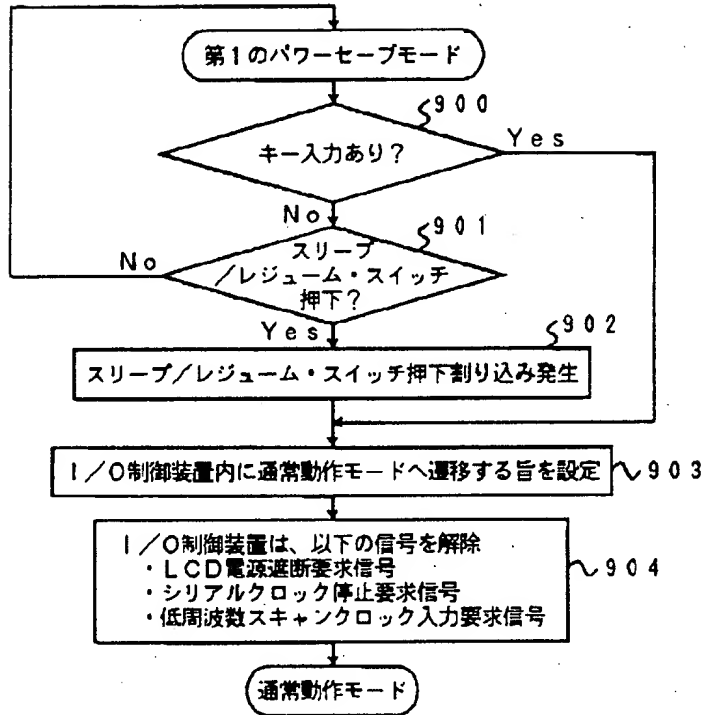 第1のパワーセーブモード
900
キー入力あり？
Yes
No
901
スリープ
／レジューム・スイッチ
押下？
No
Yes
902
スリープ／レジューム・スイッチ押下割り込み発生
I／O制御装置内に通常動作モードへ遷移する旨を設定
903
I／O制御装置は、以下の信号を解除
・LCD電源遮断要求信号
・シリアルクロック停止要求信号
・低周波数スキャンクロック入力要求信号
904
通常動作モード